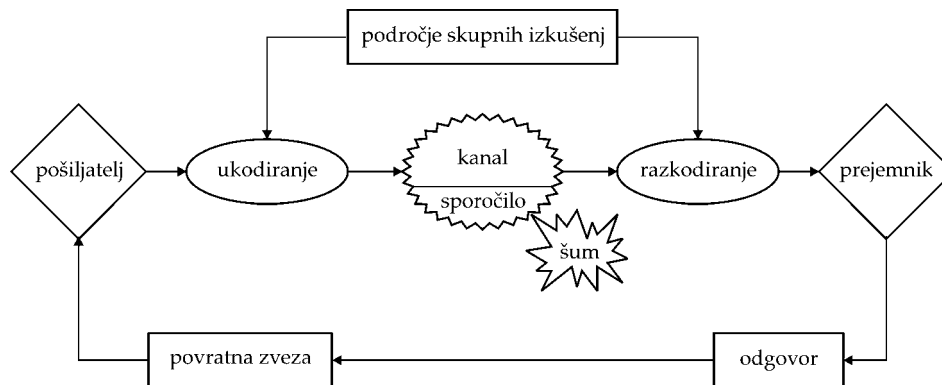 področje skupnih izkušenj
pošiljatelj
ukodiranje
kanal
sporočilo
šum
razkodiranje
prejemnik
povratna zveza
odgovor